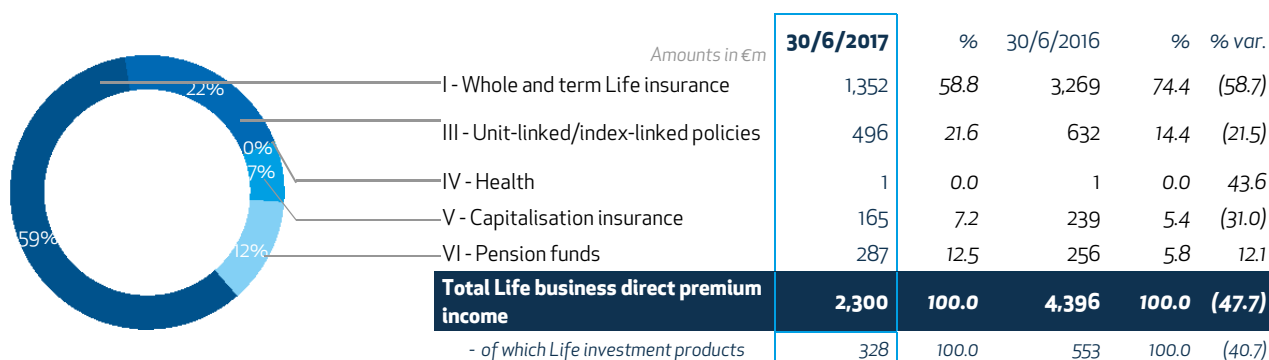 Amounts in €m 30/6/2017 % 30/6/2016 % % var.
I - Whole and term Life insurance 1,352 58.8 3,269 74.4 (58.7)
III - Unit-linked/index-linked policies 496 21.6 632 14.4 (21.5)
IV - Health 1 0.0 1 0.0 43.6
V - Capitalisation insurance 165 7.2 239 5.4 (31.0)
VI - Pension funds 287 12.5 256 5.8 12.1
Total Life business direct premium
income 2,300 100.0 4,396 100.0 (47.7)
- of which Life investment products 328 100.0 553 100.0 (40.7)
22%
0%
7%
59%
12%